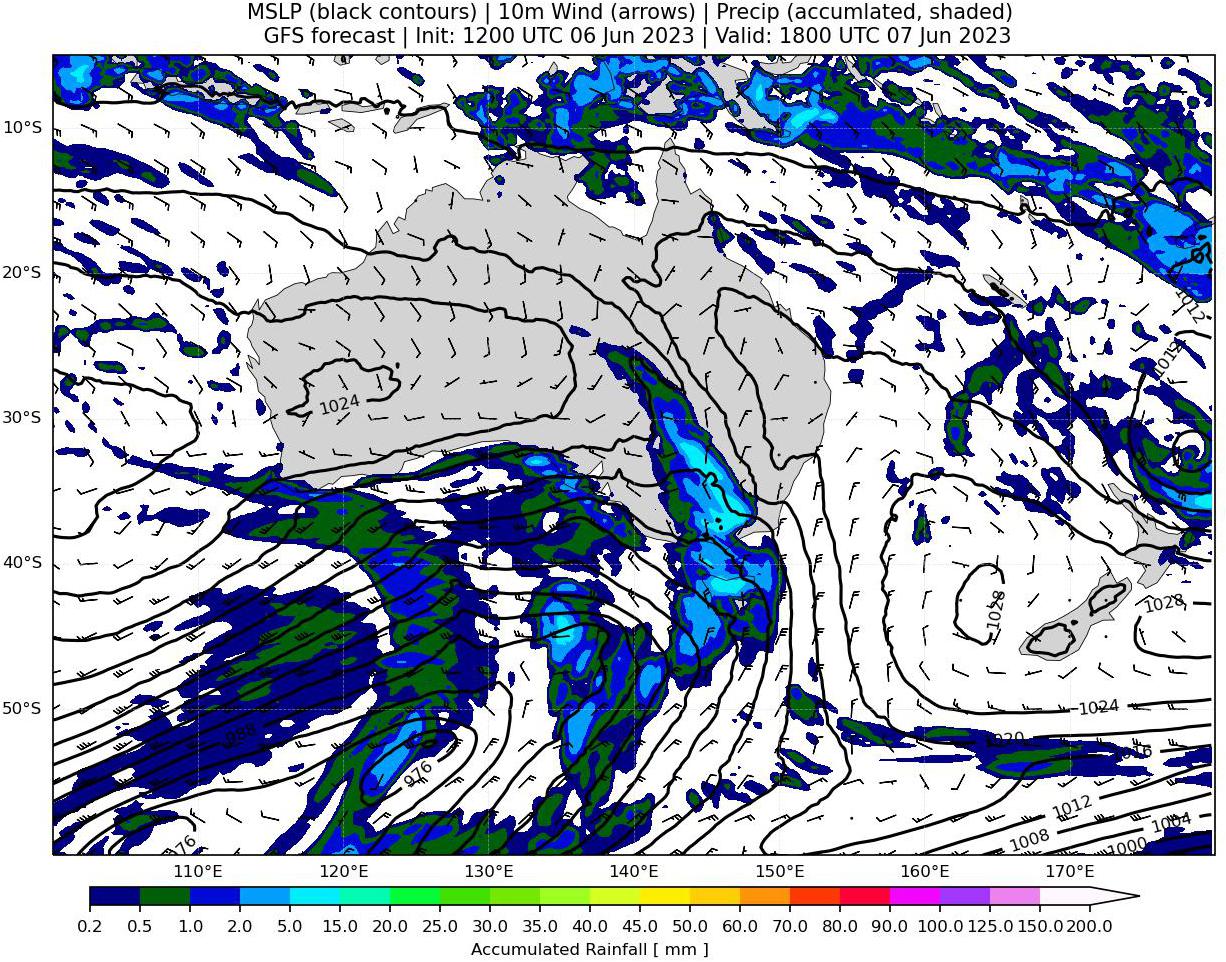 MSLP (black contours) | 10m Wind (arrows) | Precip (accumlated, shaded)
GFS forecast | Init: 1200 UTC 06 Jun 2023 | Valid: 1800 UTC 07 Jun 2023
10°S
20°S
1012
1012
30°S
1024
40°S
1028
1028
50°S
1024
988
1020
1016
976
1012
1004
1008
1000
976
110°E 120°E 130°E 140°E 150°E 160°E 170°E
0.2 0.5 1.0 2.0 5.0 10.0 15.0 20.0 25.0 30.0 35.0 40.0 45.0 50.0 60.0 70.0 80.0 90.0 100.0 125.0 150.0 200.0
Accumulated Rainfall [ mm ]